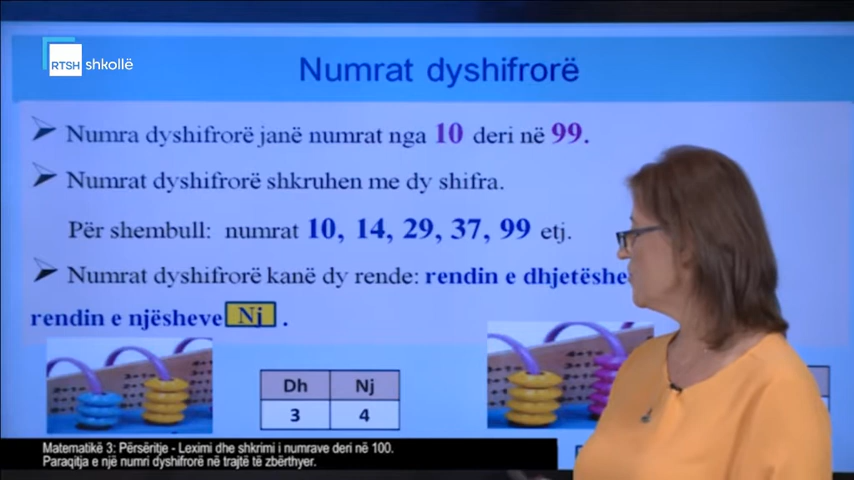 RTSH shkollë
Numrat dyshifrorë
Numra dyshifrorë janë numrat nga 10 deri në 99.
Numrat dyshifrorë shkruhen me dy shifra.
Për shembull: numrat 10, 14, 29, 37, 99 etj.
Numrat dyshifrorë kanë dy rende: rendin e dhjetëshe
rendin e njësheve Nj .
Dh Nj
3 4
Matematikë 3: Përsëritje - Leximi dhe shkrimi i numrave deri në 100.
Paraqitja e një numri dyshifrorë në trajtë të zbërthyer.